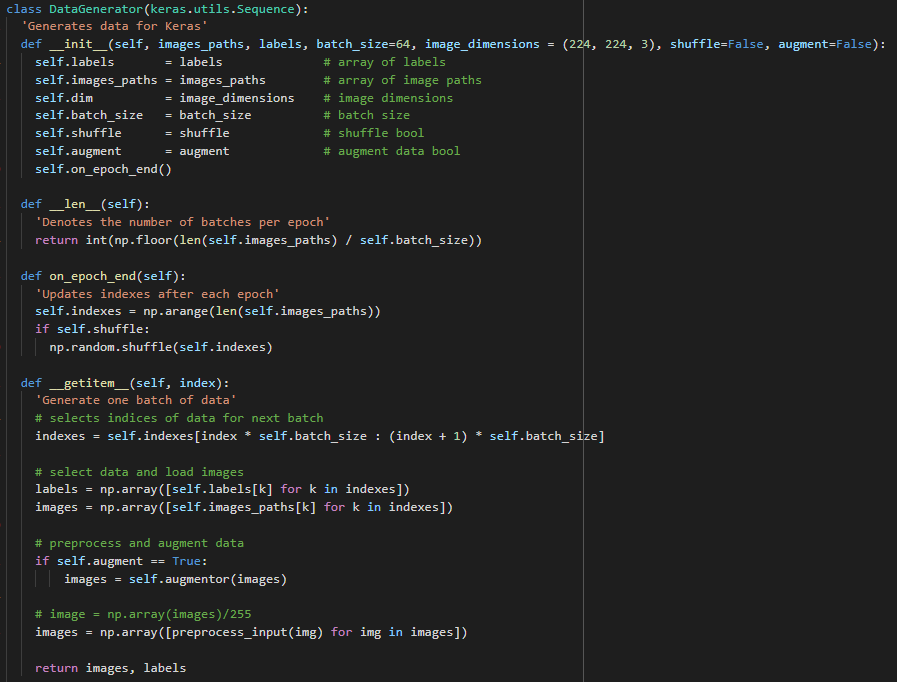 class DataGenerator(keras.utils.Sequence):
  'Generates data for Keras'
  def __init__(self, images_paths, labels, batch_size=64, image_dimensions = (224, 224, 3), shuffle=False, augment=False):
    self.labels       = labels              # array of labels
    self.images_paths = images_paths        # array of image paths
    self.dim          = image_dimensions    # image dimensions
    self.batch_size   = batch_size          # batch size
    self.shuffle      = shuffle             # shuffle bool
    self.augment      = augment             # augment data bool
    self.on_epoch_end()

  def __len__(self):
    'Denotes the number of batches per epoch'
    return int(np.floor(len(self.images_paths) / self.batch_size))

  def on_epoch_end(self):
    'Updates indexes after each epoch'
    self.indexes = np.arange(len(self.images_paths))
    if self.shuffle:
      np.random.shuffle(self.indexes)

  def __getitem__(self, index):
    'Generate one batch of data'
    # selects indices of data for next batch
    indexes = self.indexes[index * self.batch_size : (index + 1) * self.batch_size]

    # select data and load images
    labels = np.array([self.labels[k] for k in indexes])
    images = np.array([self.images_paths[k] for k in indexes])

    # preprocess and augment data
    if self.augment == True:
        images = self.augmentor(images)

    # image = np.array(images)/255
    images = np.array([preprocess_input(img) for img in images])

    return images, labels